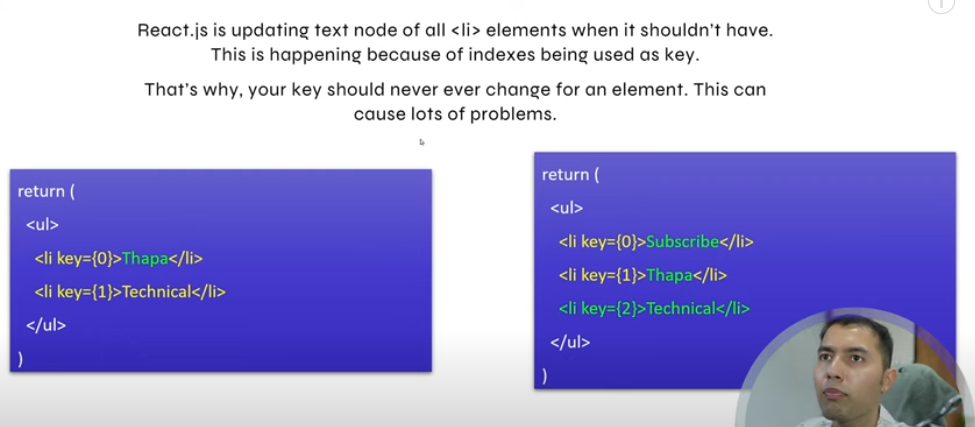 React.js is updating text node of all <li> elements when it shouldn't have.
This is happening because of indexes being used as key.
That's why, your key should never ever change for an element. This can
cause lots of problems.
return (
<ul>
<li key={0}>Thapa</li>
<li key={1}>Technical</li>
</ul>
)
return (
<ul>
<li key={0}>Subscribe</li>
<li key={1}>Thapa</li>
<li key={2}>Technical</li>
</ul>
)